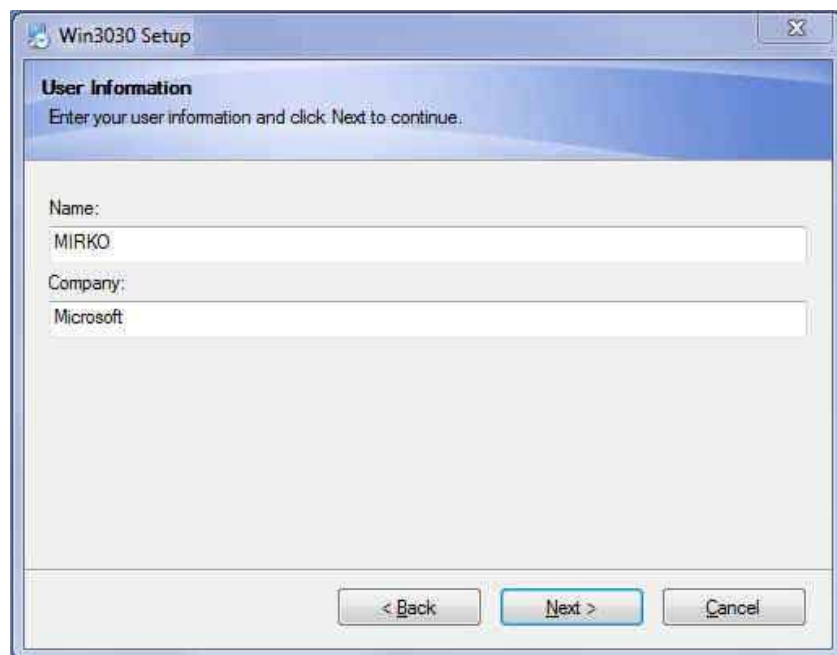 Win3030 Setup
User Information
Enter your user information and click Next to continue.
Name:
MIRKO
Company:
Microsoft
< Back
Next >
Cancel